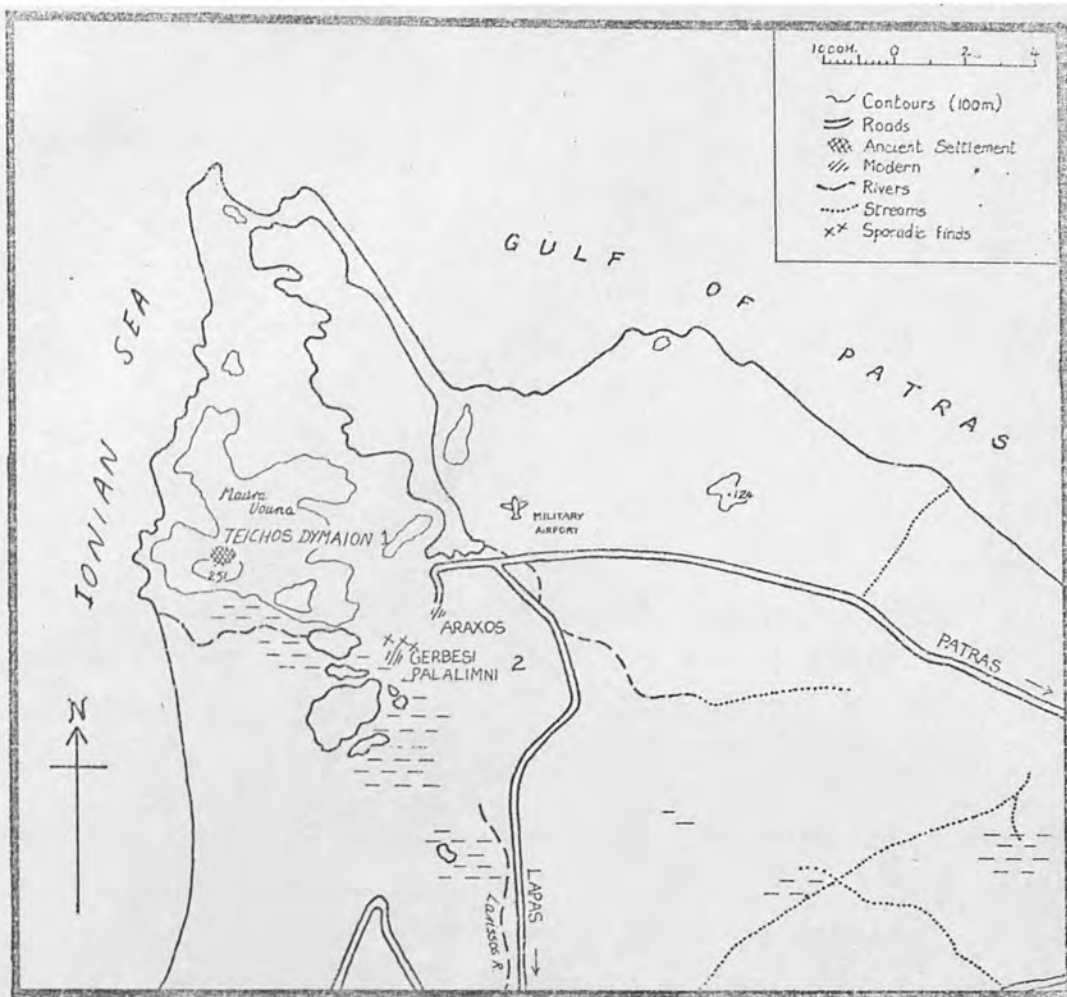 1000M. 0 2 4
Contours (100m)
Roads
Ancient Settlement
Modern "
Rivers
Streams
Sporadic finds
GULF OF PATRAS
IONIAN SEA
Mavra
Vouna
TEICHOS DYMAION 1
251
MILITARY
AIRPORT
124
ARAXOS
GERBESI 2
PALALIMNI
PATRAS
N
LAPAS
Larissos R.